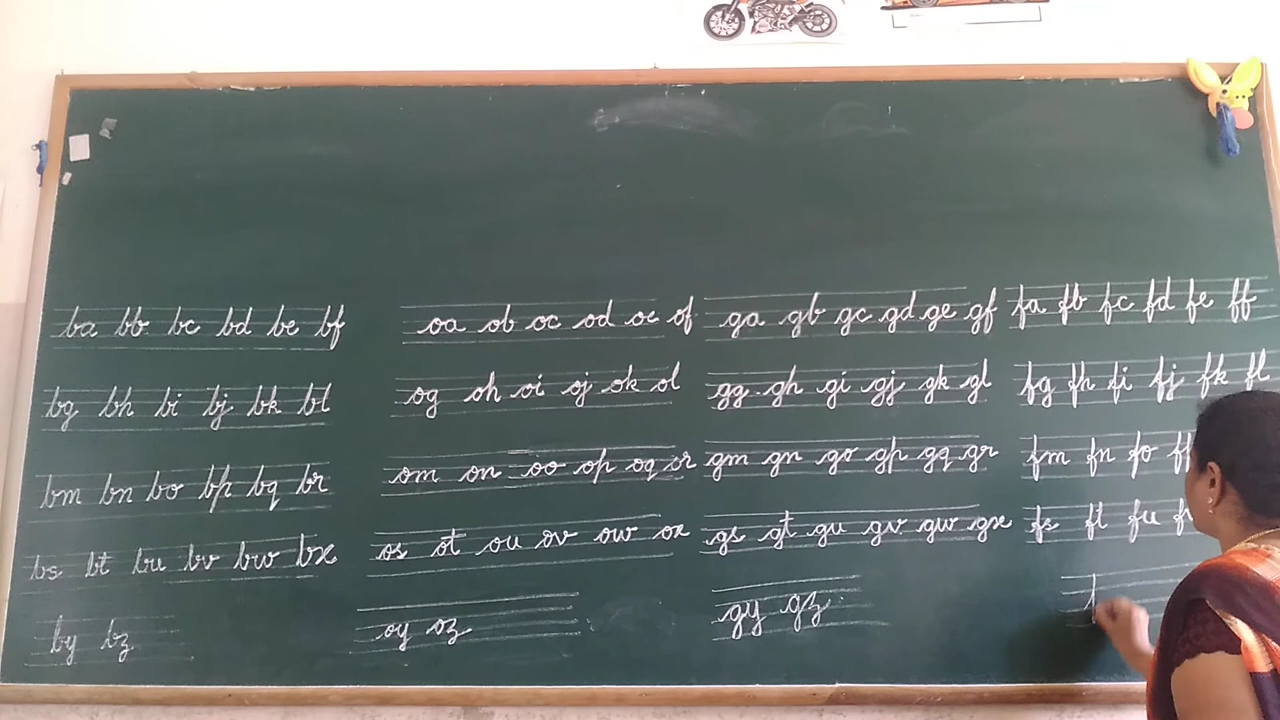 ba bb bc bd be bf
bg bh bi bj bk bl
bm bn bo bp bq br
bs bt bu bv bw bx
by bz
oa ob oc od oe of
og oh oi oj ok ol
om on oo op oq or
os ot ou ov ow ox
oy oz
ga gb gc gd ge gf
gg gh gi gj gk gl
gm gn go gp gq gr
gs gt gu gv gw gx
gy gz
fa fb fc fd fe ff
fg fh fi fj fk fl
fm fn fo
fs ft fu